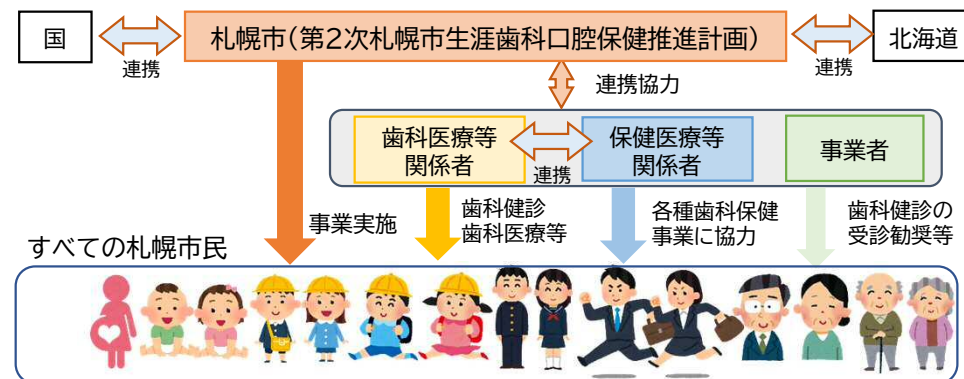 国
連携
札幌市(第2次札幌市生涯歯科口腔保健推進計画)
連携
北海道
連携協力
歯科医療等
関係者
連携
保健医療等
関係者
事業者
事業実施
歯科健診
歯科医療等
各種歯科保健
事業に協力
歯科健診の
受診勧奨等
すべての札幌市民